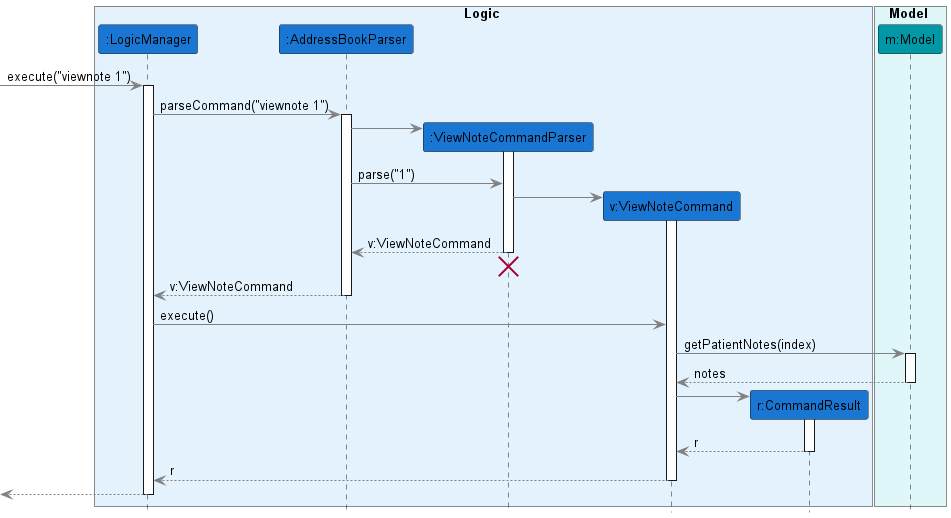 Logic
Model
:LogicManager
:AddressBookParser
m:Model
execute("viewnote 1")
parseCommand("viewnote 1")
:ViewNoteCommandParser
parse("1")
v:ViewNoteCommand
v:ViewNoteCommand
v:ViewNoteCommand
execute()
getPatientNotes(index)
notes
r:CommandResult
r
r